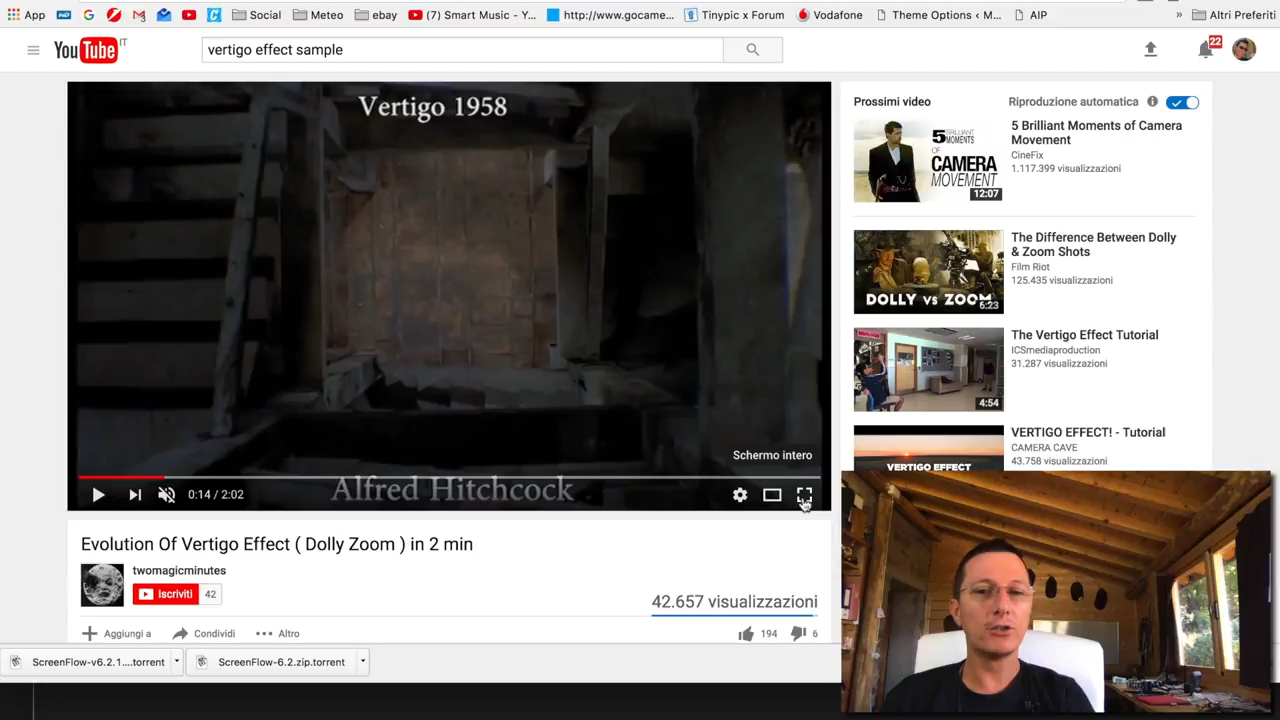 App
Social
Meteo
ebay
(7) Smart Music - Y...
http://www.gocame...
Tinypic x Forum
Vodafone
Theme Options ‹ M...
AIP
»
Altri Preferiti
YouTube IT
vertigo effect sample
22
Vertigo 1958
Schermo intero
0:14 / 2:02
Alfred Hitchcock
Evolution Of Vertigo Effect ( Dolly Zoom ) in 2 min
twomagicminutes
Iscriviti 42
42.657 visualizzazioni
Aggiungi a
Condividi
Altro
194
6
Prossimi video
Riproduzione automatica
5 BRILLIANT
MOMENTS
OF
CAMERA
MOVEMENT
12:07
5 Brilliant Moments of Camera
Movement
CineFix
1.117.399 visualizzazioni
DOLLY vs ZOOM
6:23
The Difference Between Dolly
& Zoom Shots
Film Riot
125.435 visualizzazioni
4:54
The Vertigo Effect Tutorial
ICSmediaproduction
31.287 visualizzazioni
VERTIGO EFFECT
VERTIGO EFFECT! - Tutorial
CAMERA CAVE
43.758 visualizzazioni
ScreenFlow-v6.2.1....torrent
ScreenFlow-6.2.zip.torrent